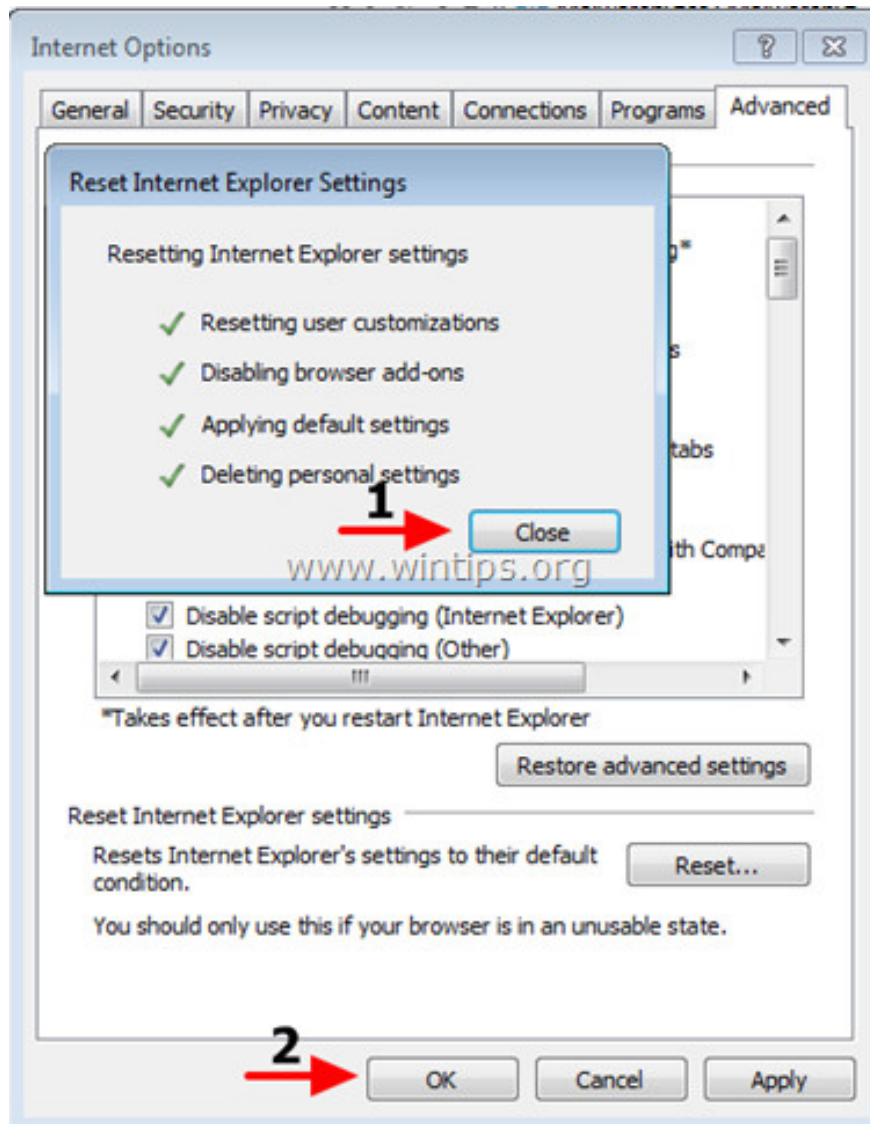 Internet Options
General Security Privacy Content Connections Programs Advanced
Reset Internet Explorer Settings
Resetting Internet Explorer settings
Resetting user customizations
Disabling browser add-ons
Applying default settings
Deleting personal settings
1
Close
www.wintips.org
tabs
ith Compa
Disable script debugging (Internet Explorer)
Disable script debugging (Other)
*Takes effect after you restart Internet Explorer
Restore advanced settings
Reset Internet Explorer settings
Resets Internet Explorer's settings to their default
condition.
Reset...
You should only use this if your browser is in an unusable state.
2
OK Cancel Apply